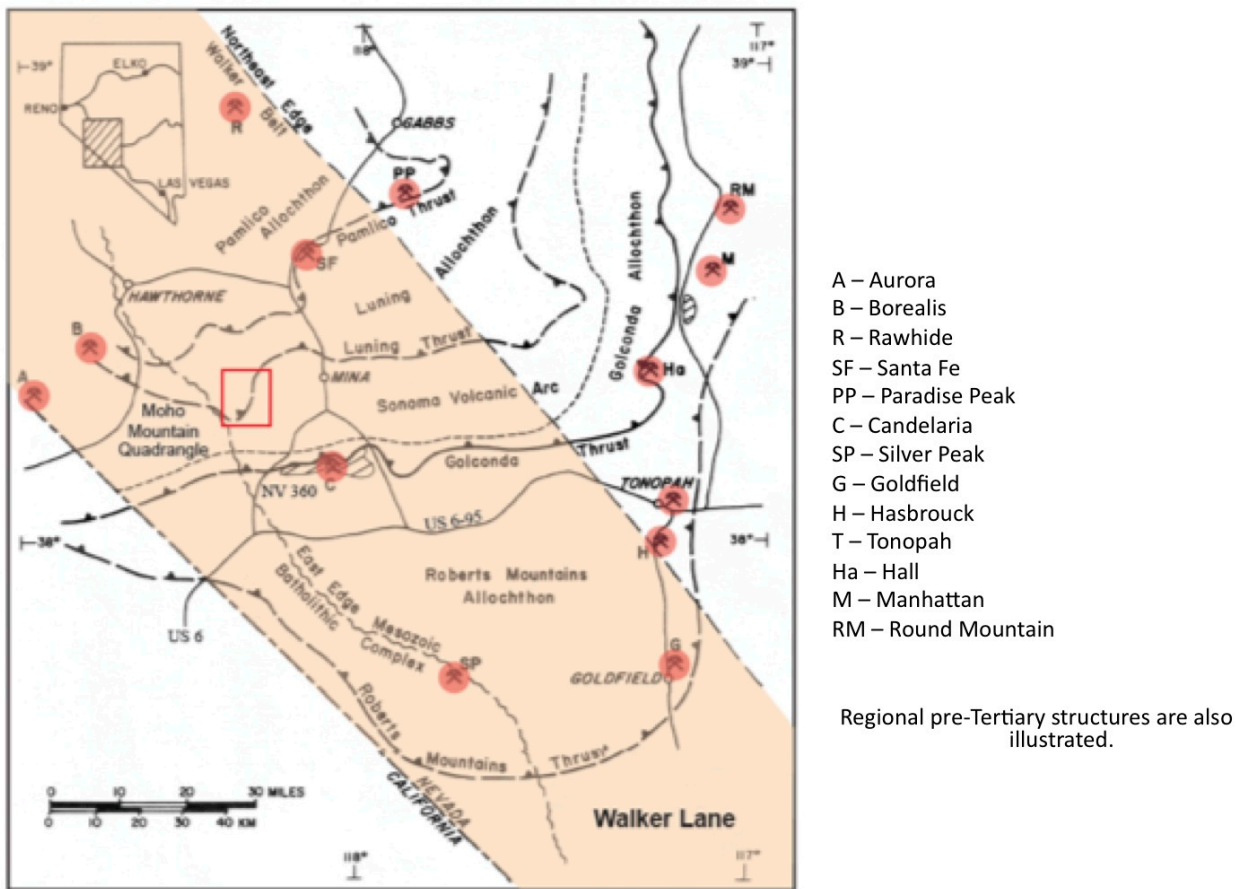 Northeast Edge
Walker Belt
118°
117°
39°
39°
ELKO
RENO
LAS VEGAS
R
GABBS
PP
RM
Pamlico
Allochthon
Pamlico Thrust
Allochthon
Golconda Allochthon
M
SF
HAWTHORNE
Luning
B
Luning Thrust
Ha
A
MINA
Arc
Sonoma Volcanic
Moho
Mountain
Quadrangle
Golconda Thrust
C
NV 360
TONOPAH
US 6-95
38°
H
38°
East Edge
Batholithic
Mesozoic
Complex
Roberts Mountains
Allochthon
US 6
SP
G
GOLDFIELD
Roberts
Mountains
Thrust
NEVADA
CALIFORNIA
0 10 20 30 MILES
0 10 20 30 40 KM
Walker Lane
118°
117°
A – Aurora
B – Borealis
R – Rawhide
SF – Santa Fe
PP – Paradise Peak
C – Candelaria
SP – Silver Peak
G – Goldfield
H – Hasbrouck
T – Tonopah
Ha – Hall
M – Manhattan
RM – Round Mountain
Regional pre-Tertiary structures are also
illustrated.